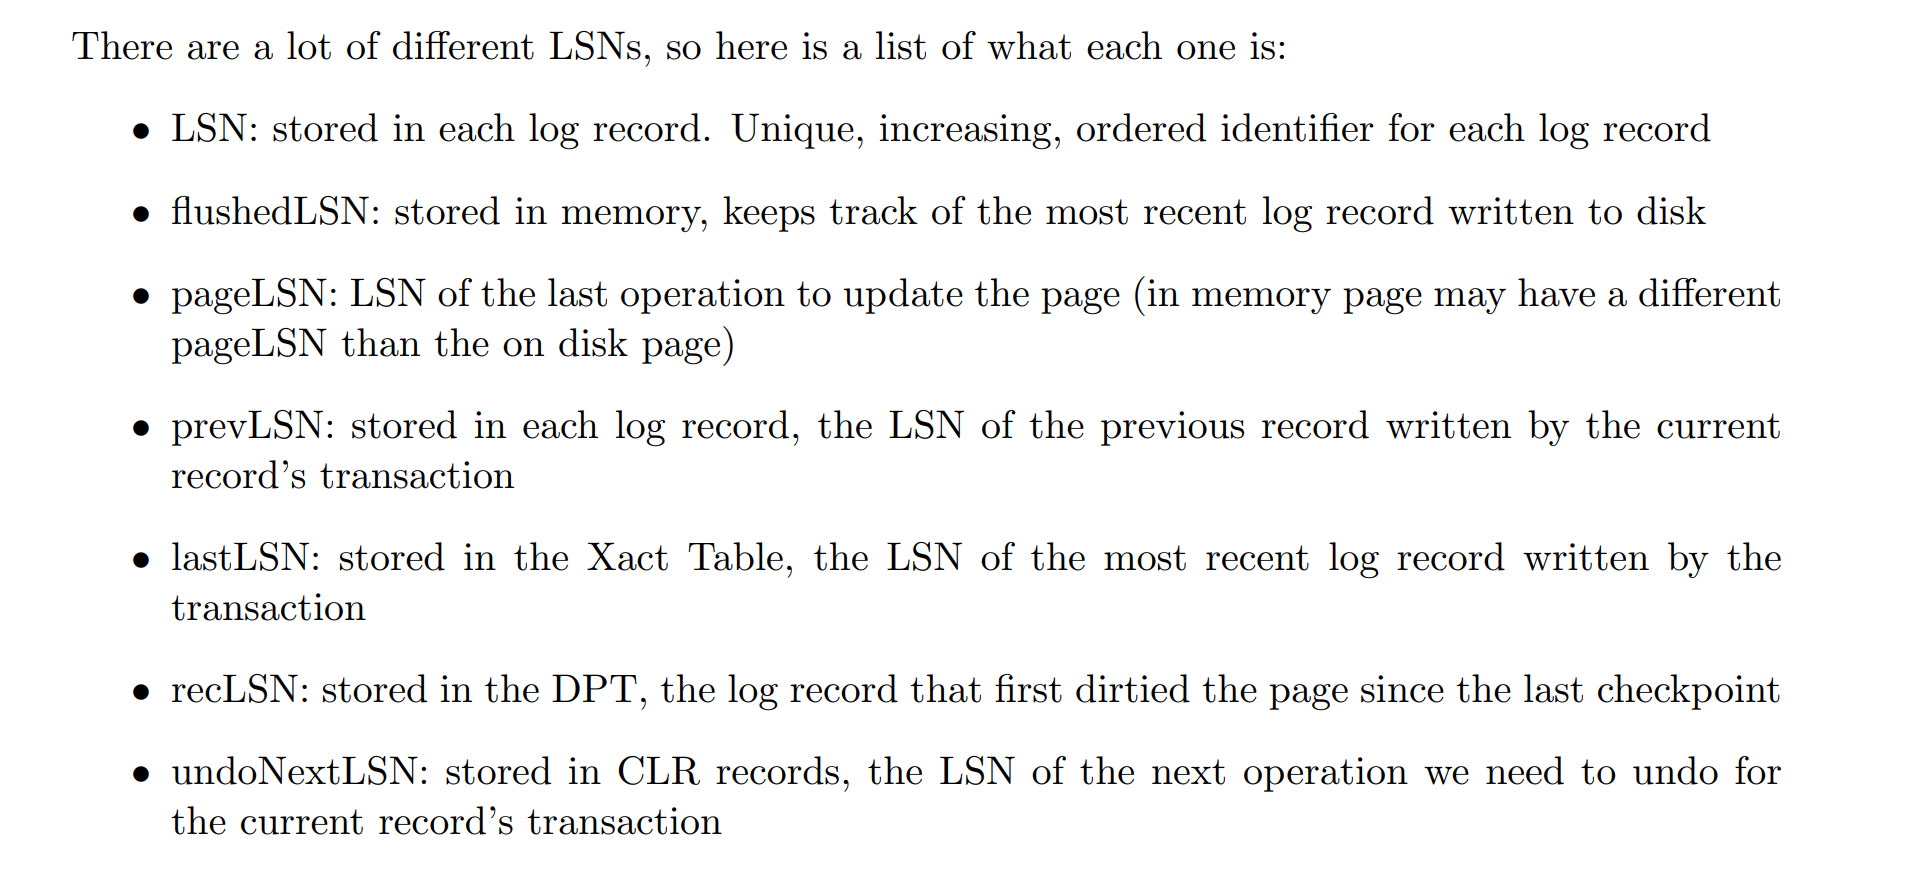 There are a lot of different LSNs, so here is a list of what each one is:
• LSN: stored in each log record. Unique, increasing, ordered identifier for each log record
• flushedLSN: stored in memory, keeps track of the most recent log record written to disk
• pageLSN: LSN of the last operation to update the page (in memory page may have a different
pageLSN than the on disk page)
• prevLSN: stored in each log record, the LSN of the previous record written by the current
record's transaction
• lastLSN: stored in the Xact Table, the LSN of the most recent log record written by the
transaction
• recLSN: stored in the DPT, the log record that first dirtied the page since the last checkpoint
• undoNextLSN: stored in CLR records, the LSN of the next operation we need to undo for
the current record's transaction